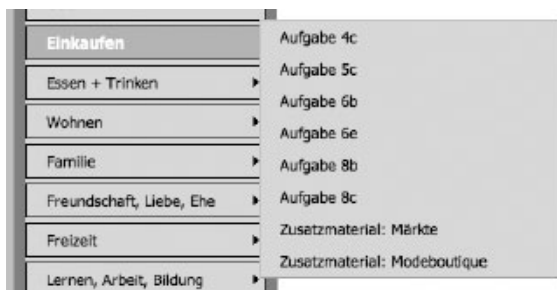 Einkaufen
Essen + Trinken
Wohnen
Familie
Freundschaft, Liebe, Ehe
Freizeit
Lernen, Arbeit, Bildung
Aufgabe 4c
Aufgabe 5c
Aufgabe 6b
Aufgabe 6e
Aufgabe 8b
Aufgabe 8c
Zusatzmaterial: Märkte
Zusatzmaterial: Modeboutique